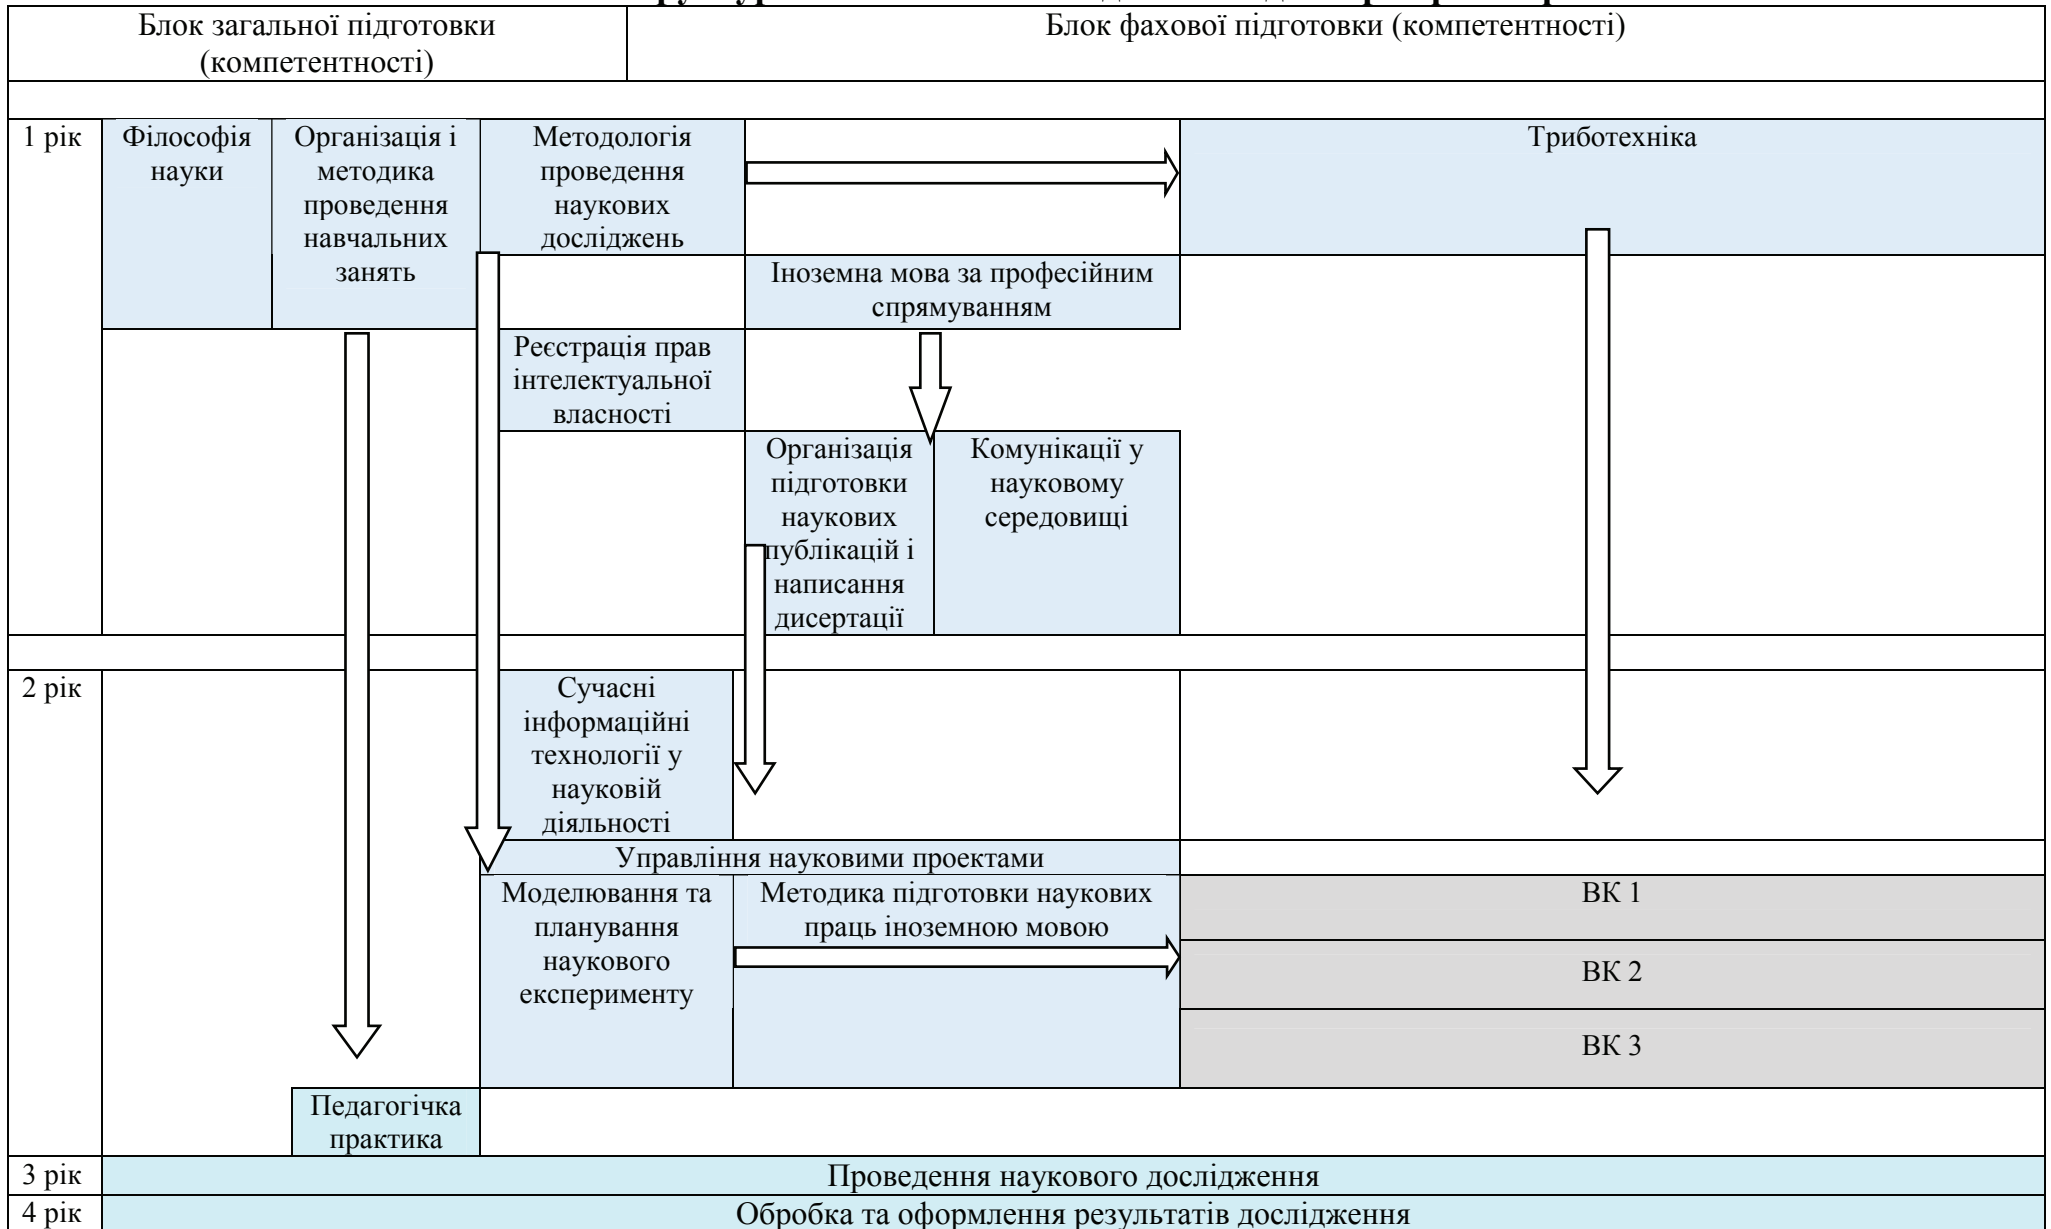 Блок загальної підготовки
(компетентності)
Блок фахової підготовки (компетентності)
1 рік
Філософія
науки
Організація і
методика
проведення
навчальних
занять
Методологія
проведення
наукових
досліджень
Триботехніка
Іноземна мова за професійним
спрямуванням
Реєстрація прав
інтелектуальної
власності
Організація
підготовки
наукових
публікацій і
написання
дисертації
Комунікації у
науковому
середовищі
2 рік
Сучасні
інформаційні
технології у
науковій
діяльності
Управління науковими проектами
Моделювання та
планування
наукового
експерименту
Методика підготовки наукових
праць іноземною мовою
ВК 1
ВК 2
ВК 3
Педагогічка
практика
3 рік
Проведення наукового дослідження
4 рік
Обробка та оформлення результатів дослідження